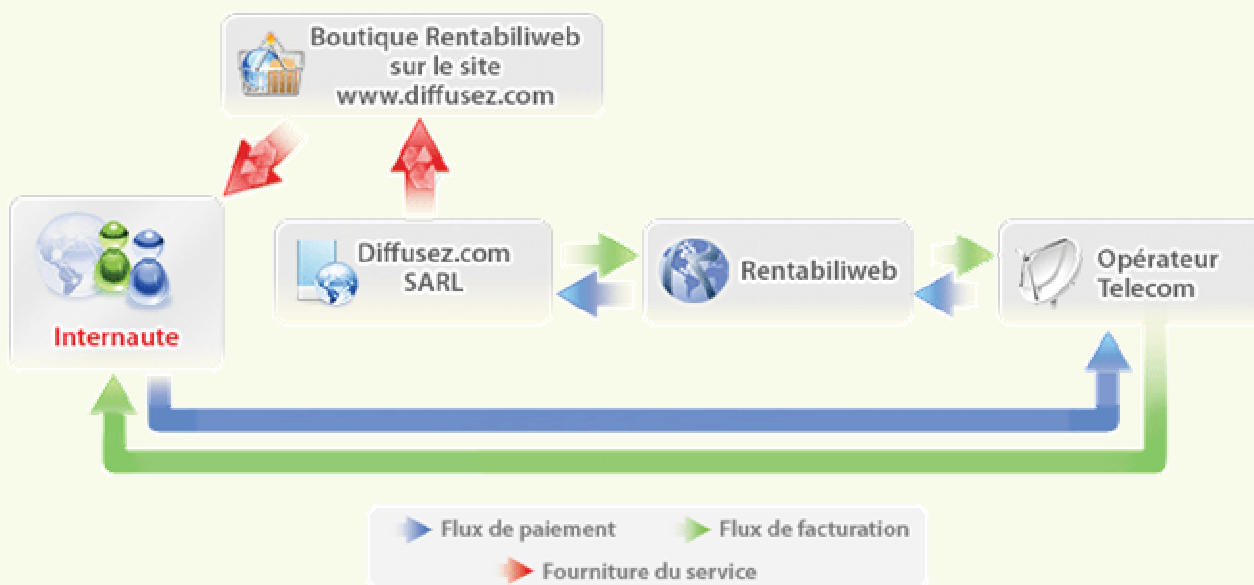 Boutique Rentabiliweb
sur le site
www.diffusez.com
Internaute
Diffusez.com
SARL
Rentabiliweb
Opérateur
Telecom
Flux de paiement
Flux de facturation
Fourniture du service